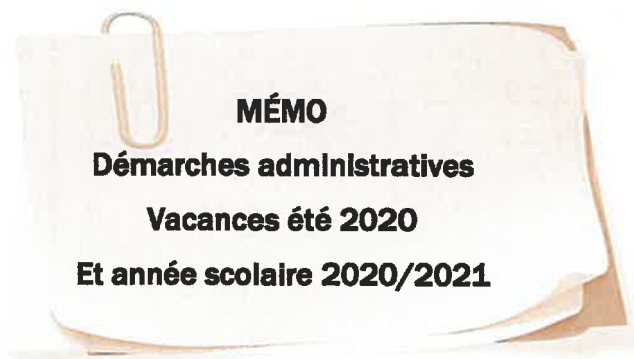 MÉMO
Démarches administratives
Vacances été 2020
Et année scolaire 2020/2021